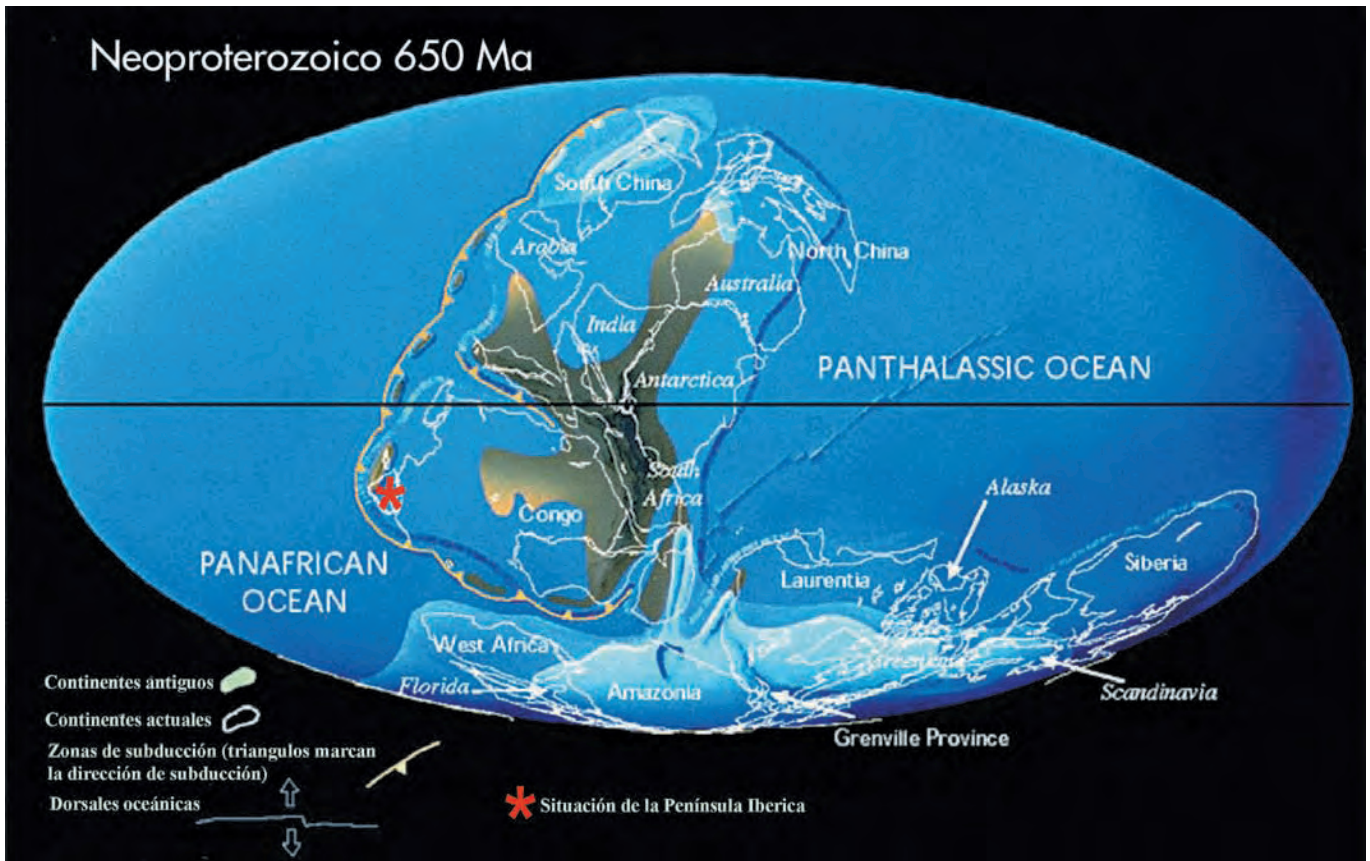 Neoproterozoico 650 Ma
South China
Arabia
North China
Australia
India
PANTHALASSIC OCEAN
Antarctica
South
Africa
Alaska
Congo
Siberia
PANAFRICAN
OCEAN
Laurentia
West Africa
Greenland
Florida
Amazonia
Scandinavia
Grenville Province
Continentes antiguos
Continentes actuales
Zonas de subducción (triangulos marcan
la dirección de subducción)
Dorsales oceánicas
Situación de la Península Iberica